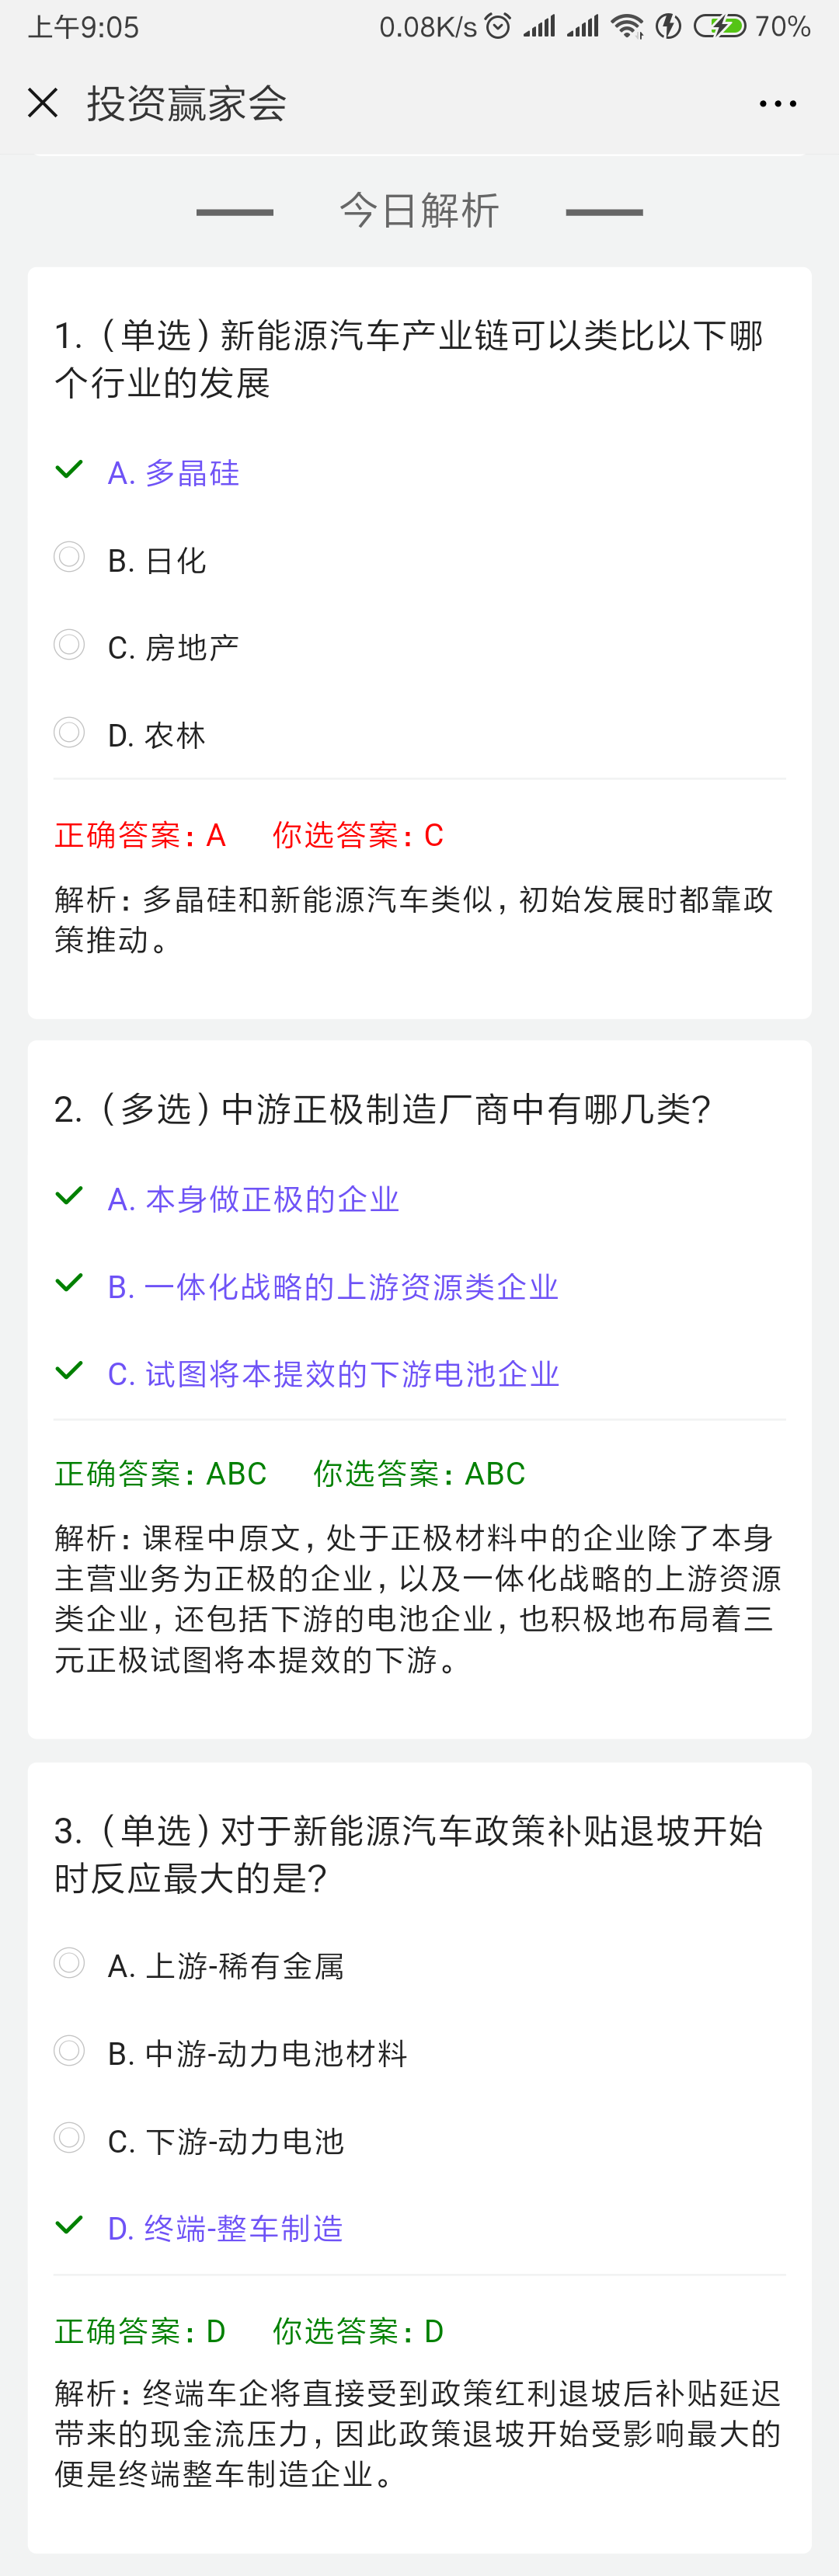 上午9:05
0.08K/s
70%
投资赢家会
今日解析
1.（单选）新能源汽车产业链可以类比以下哪
个行业的发展
A. 多晶硅
B. 日化
C. 房地产
D. 农林
正确答案：A 你选答案：C
解析：多晶硅和新能源汽车类似，初始发展时都靠政
策推动。
2.（多选）中游正极制造厂商中有哪几类？
A. 本身做正极的企业
B. 一体化战略的上游资源类企业
C. 试图将本提效的下游电池企业
正确答案：ABC 你选答案：ABC
解析：课程中原文，处于正极材料中的企业除了本身
主营业务为正极的企业，以及一体化战略的上游资源
类企业，还包括下游的电池企业，也积极地布局着三
元正极试图将本提效的下游。
3.（单选）对于新能源汽车政策补贴退坡开始
时反应最大的是？
A. 上游-稀有金属
B. 中游-动力电池材料
C. 下游-动力电池
D. 终端-整车制造
正确答案：D 你选答案：D
解析：终端车企将直接受到政策红利退坡后补贴延迟
带来的现金流压力，因此政策退坡开始受影响最大的
便是终端整车制造企业。